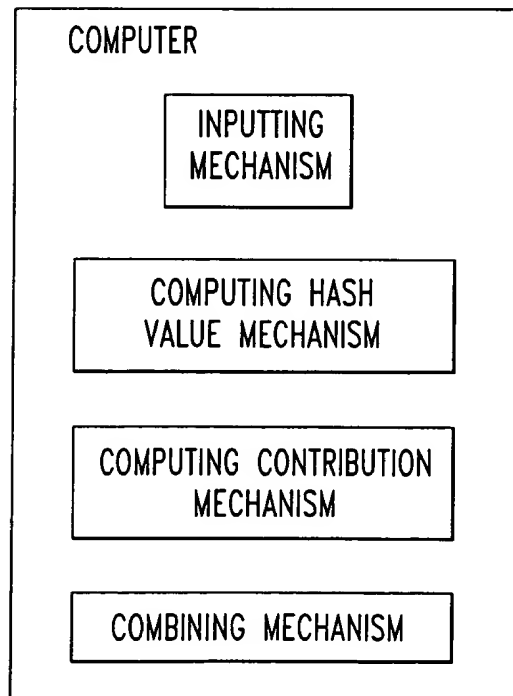 COMPUTER
INPUTTING
MECHANISM
COMPUTING HASH
VALUE MECHANISM
COMPUTING CONTRIBUTION
MECHANISM
COMBINING MECHANISM